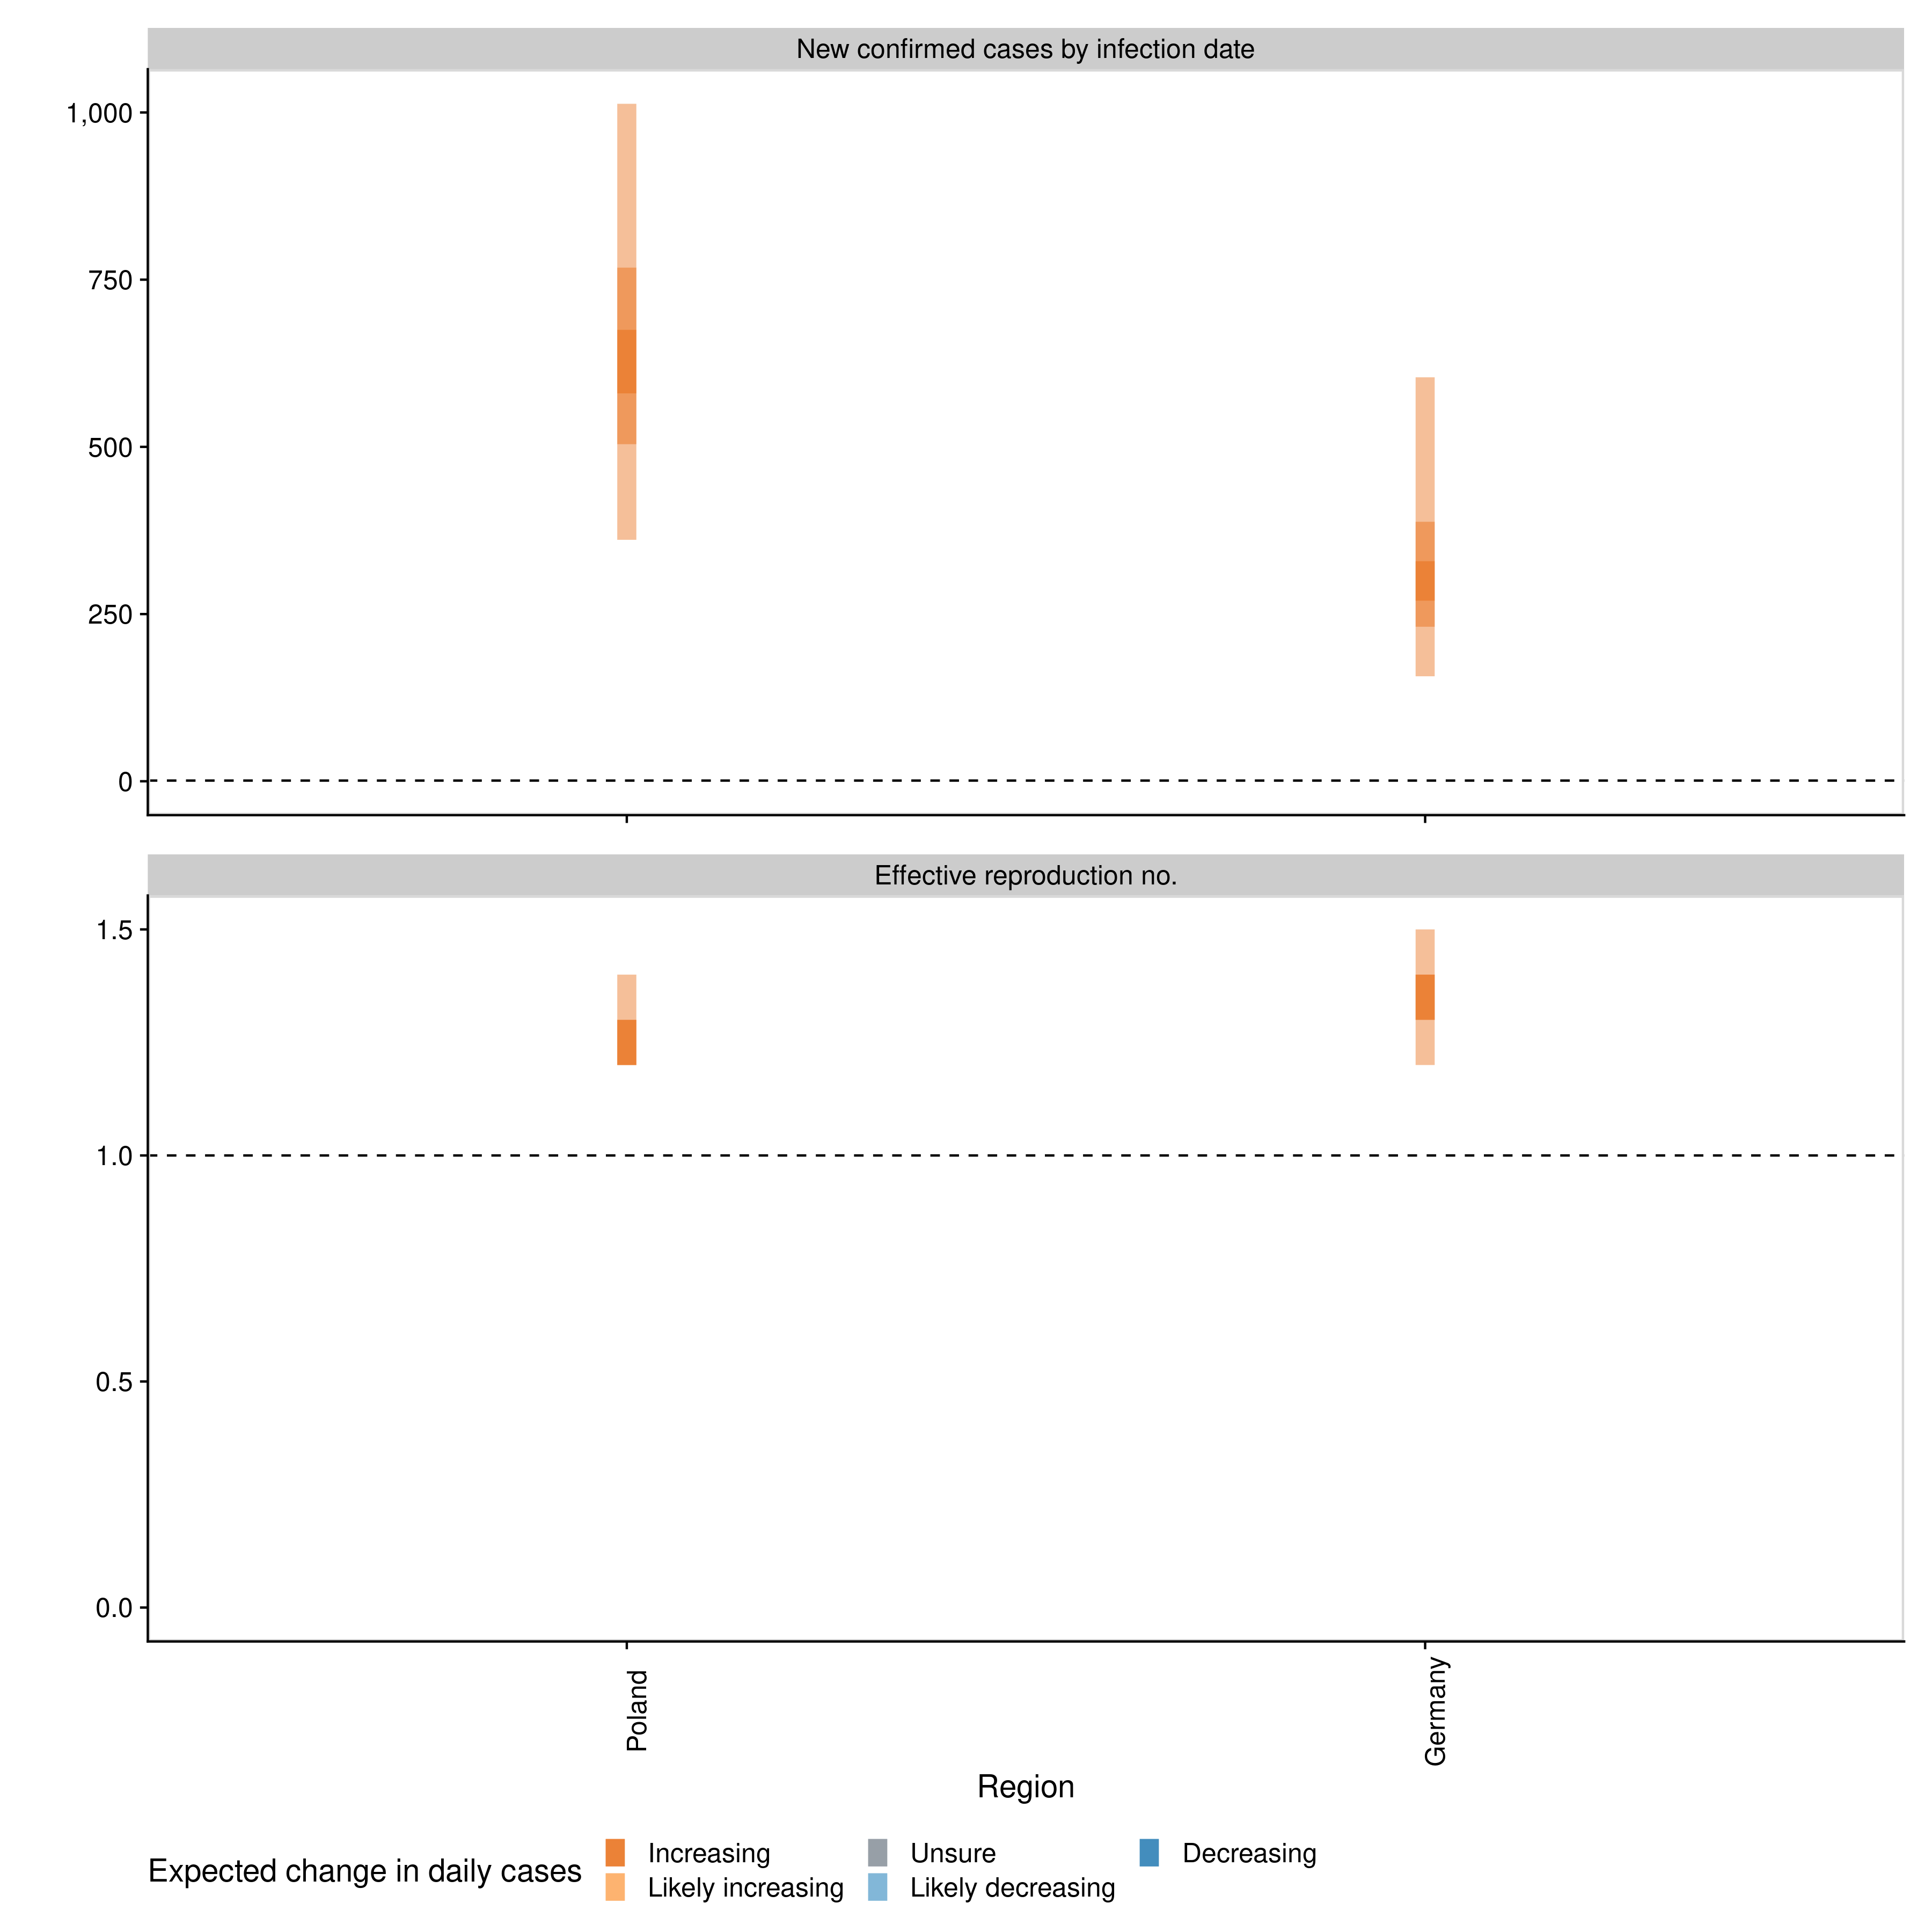 New confirmed cases by infection date
1,000
750
500
250
0
Effective reproduction no.
1.5
1.0
0.5
0.0
Poland
Germany
Region
Expected change in daily cases
Increasing
Likely increasing
Unsure
Likely decreasing
Decreasing